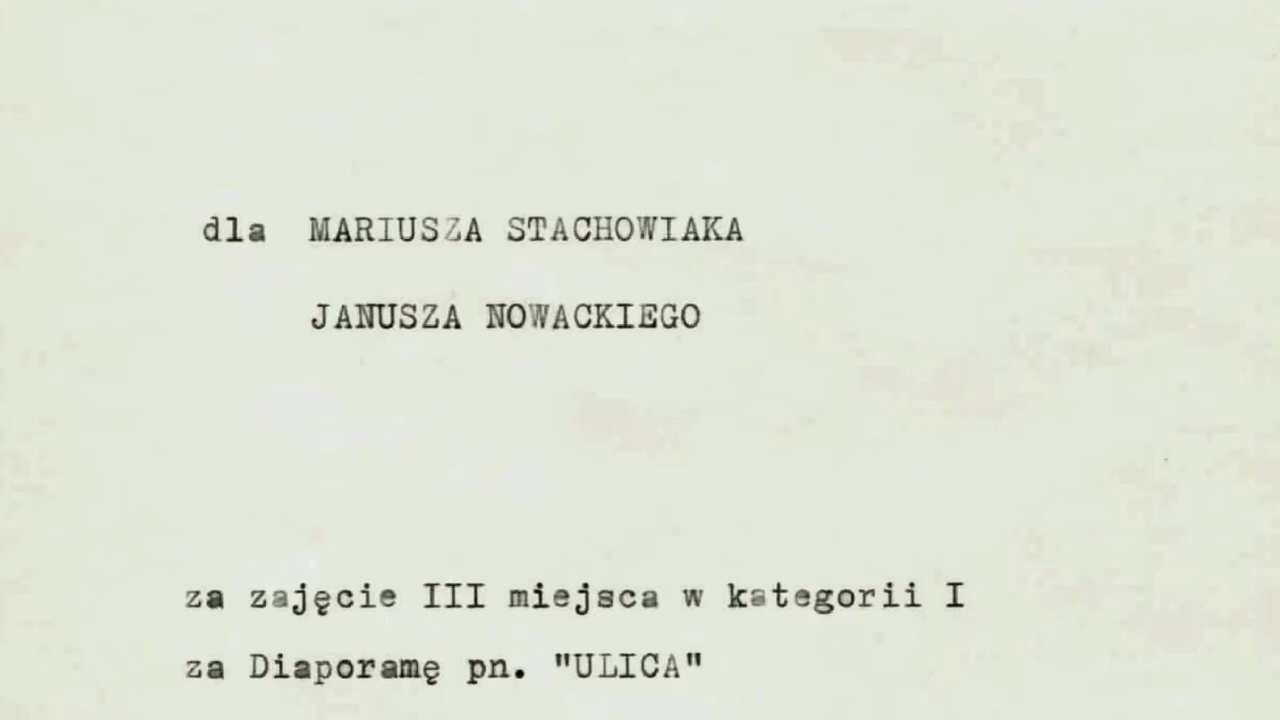 dla MARIUSZA STACHOWIAKA
JANUSZA NOWACKIEGO
za zajęcie III miejsca w kategorii I
za Diaporamę pn. "ULICA"